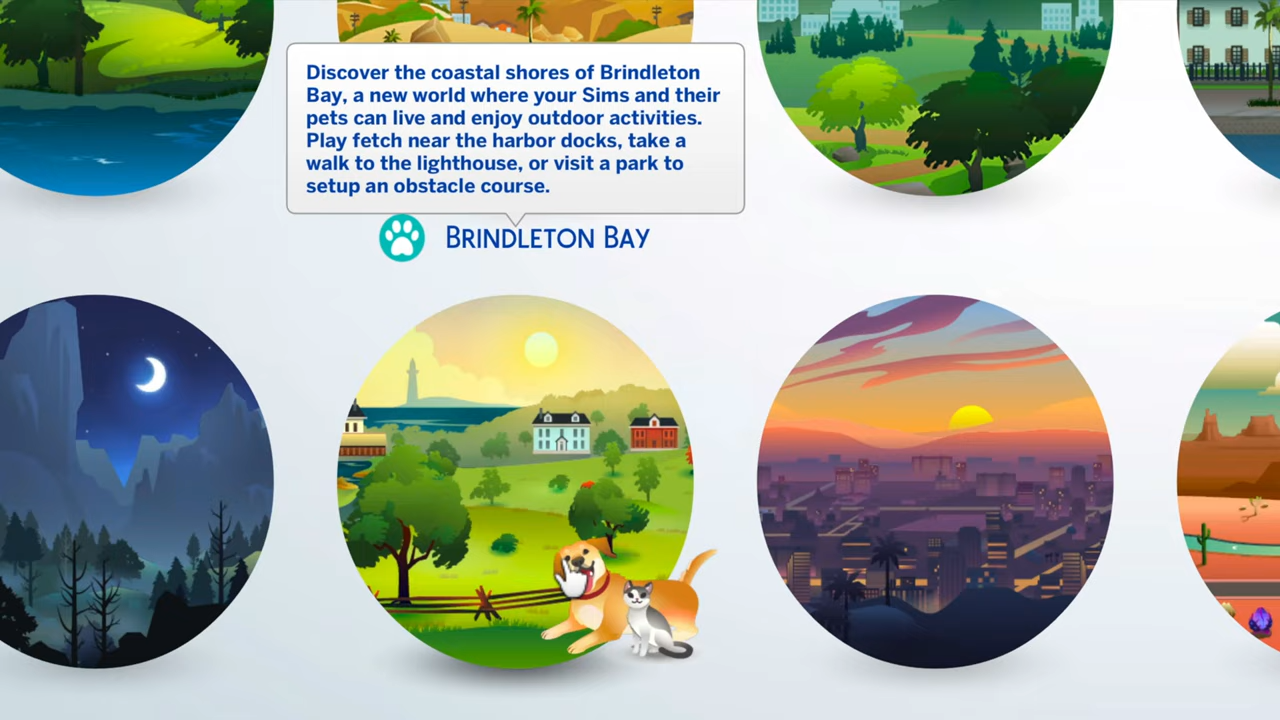 Discover the coastal shores of Brindleton
Bay, a new world where your Sims and their
pets can live and enjoy outdoor activities.
Play fetch near the harbor docks, take a
walk to the lighthouse, or visit a park to
setup an obstacle course.
BRINDLETON BAY